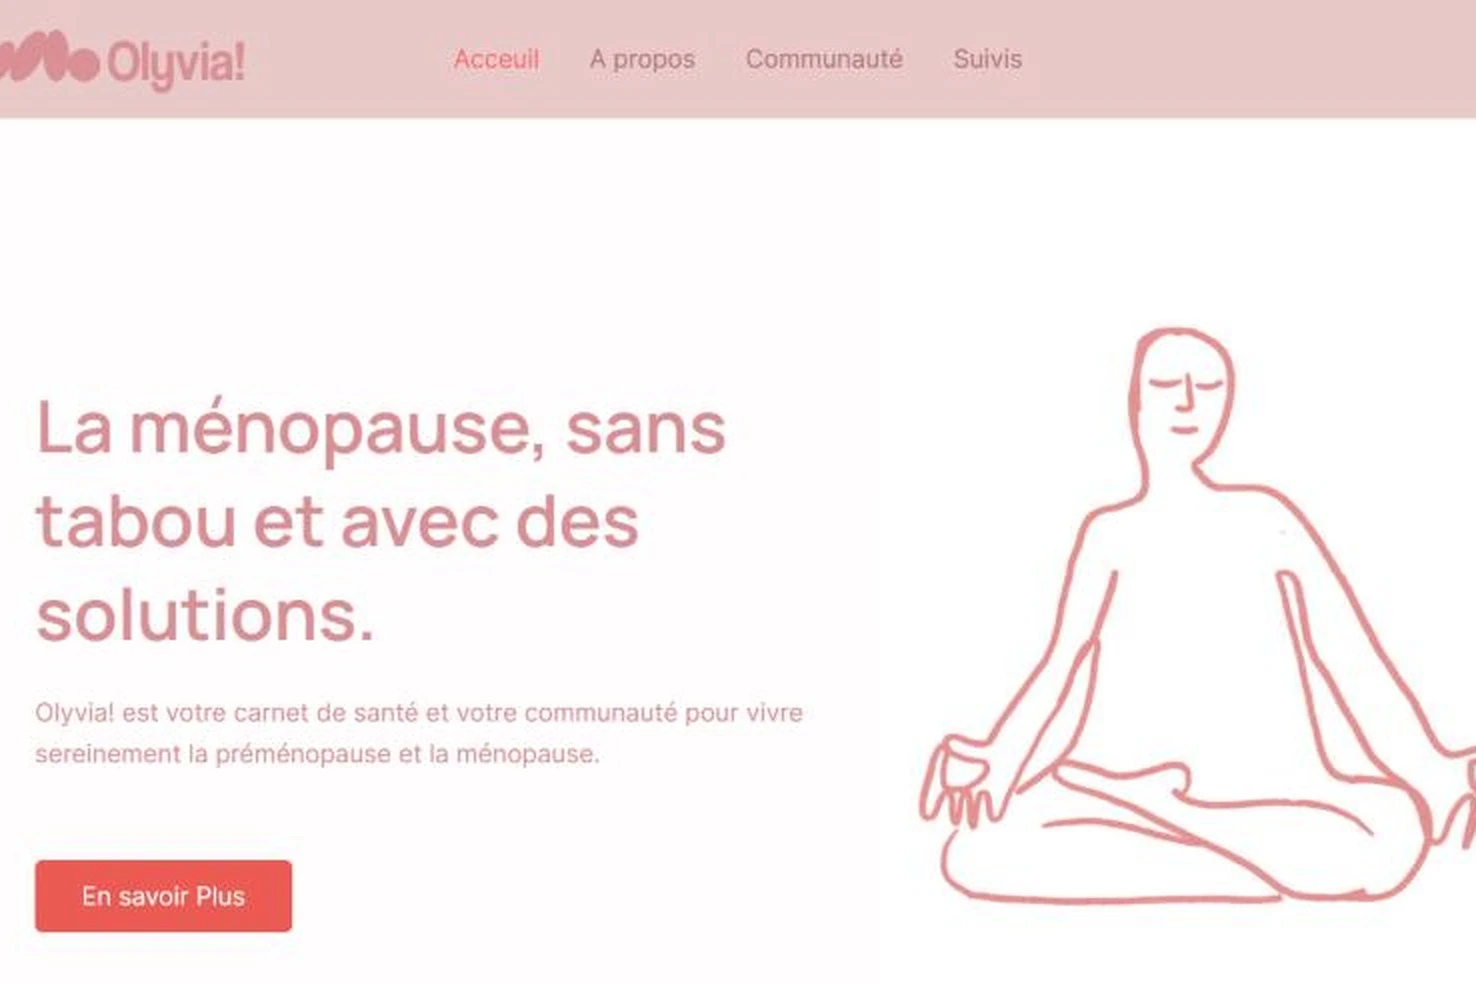 Olyvia!
Acceuil A propos Communauté Suivis
La ménopause, sans
tabou et avec des
solutions.
Olyvia! est votre carnet de santé et votre communauté pour vivre
sereinement la préménopause et la ménopause.
En savoir Plus